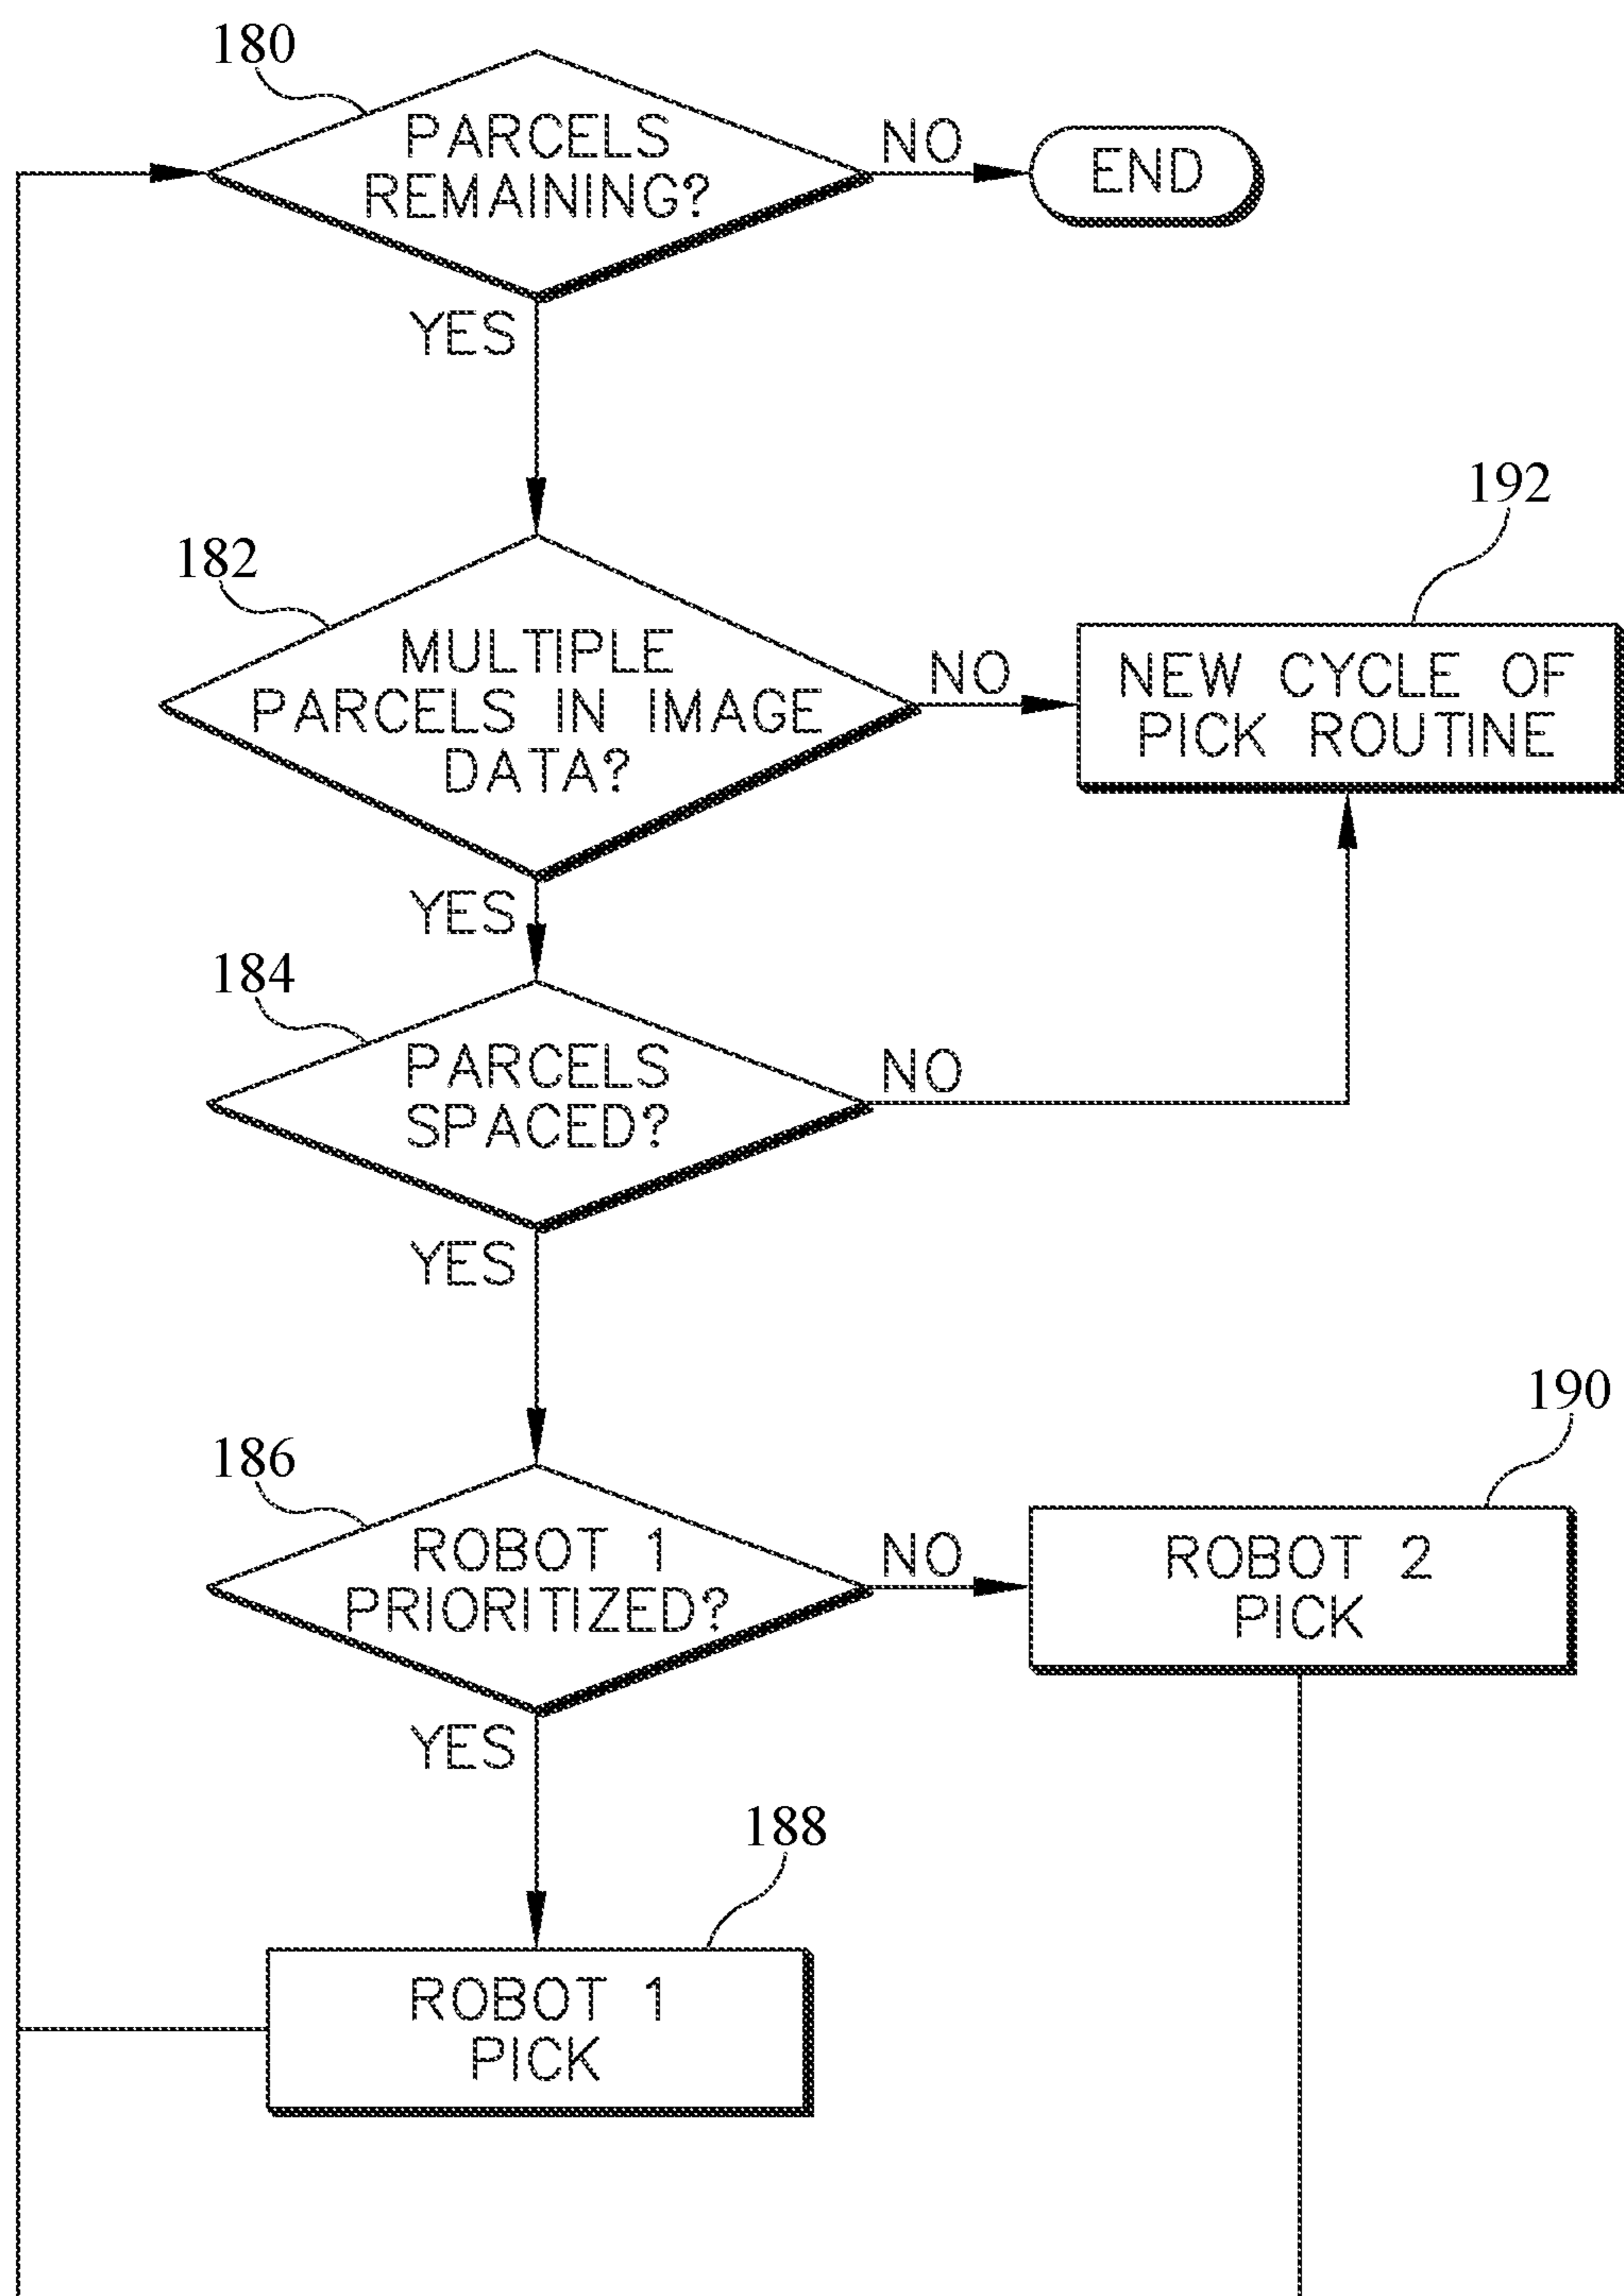 180
PARCELS
REMAINING?
NO
END
YES
182
MULTIPLE
PARCELS IN IMAGE
DATA?
NO
192
NEW CYCLE OF
PICK ROUTINE
YES
184
PARCELS
SPACED?
NO
YES
186
ROBOT 1
PRIORITIZED?
NO
190
ROBOT 2
PICK
YES
188
ROBOT 1
PICK